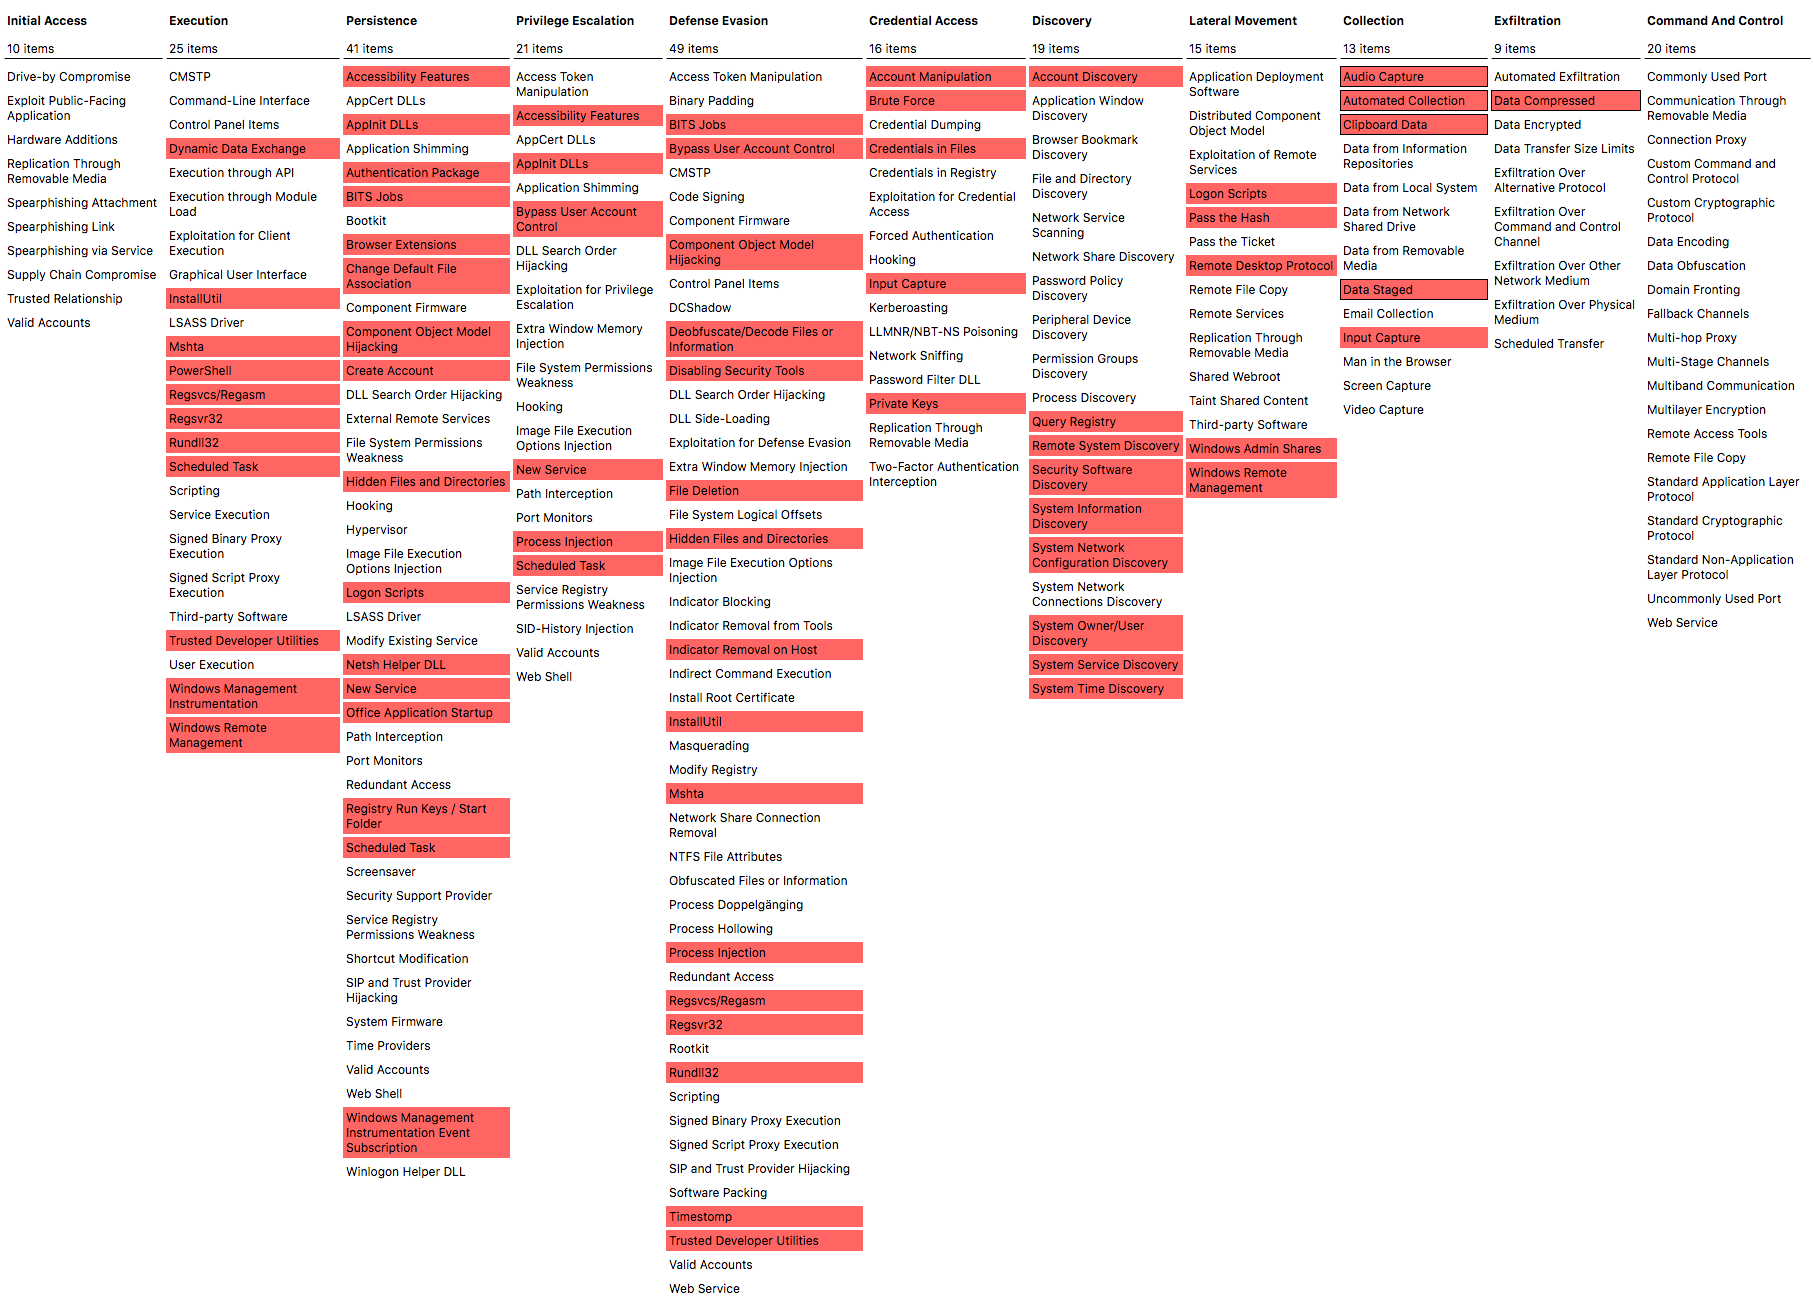 Initial Access
10 items
Drive-by Compromise
Exploit Public-Facing
Application
Hardware Additions
Replication Through
Removable Media
Spearphishing Attachment
Spearphishing Link
Spearphishing via Service
Supply Chain Compromise
Trusted Relationship
Valid Accounts
Execution
25 items
CMSTP
Command-Line Interface
Control Panel Items
Dynamic Data Exchange
Execution through API
Execution through Module
Load
Exploitation for Client
Execution
Graphical User Interface
InstallUtil
LSASS Driver
Mshta
PowerShell
Regsvcs/Regasm
Regsvr32
Rundll32
Scheduled Task
Scripting
Service Execution
Signed Binary Proxy
Execution
Signed Script Proxy
Execution
Third-party Software
Trusted Developer Utilities
User Execution
Windows Management
Instrumentation
Windows Remote
Management
Persistence
41 items
Accessibility Features
AppCert DLLs
AppInit DLLs
Application Shimming
Authentication Package
BITS Jobs
Bootkit
Browser Extensions
Change Default File
Association
Component Firmware
Component Object Model
Hijacking
Create Account
DLL Search Order Hijacking
External Remote Services
File System Permissions
Weakness
Hidden Files and Directories
Hooking
Hypervisor
Image File Execution
Options Injection
Logon Scripts
LSASS Driver
Modify Existing Service
Netsh Helper DLL
New Service
Office Application Startup
Path Interception
Port Monitors
Redundant Access
Registry Run Keys / Start
Folder
Scheduled Task
Screensaver
Security Support Provider
Service Registry
Permissions Weakness
Shortcut Modification
SIP and Trust Provider
Hijacking
System Firmware
Time Providers
Valid Accounts
Web Shell
Windows Management
Instrumentation Event
Subscription
Winlogon Helper DLL
Privilege Escalation
21 items
Access Token
Manipulation
Accessibility Features
AppCert DLLs
AppInit DLLs
Application Shimming
Bypass User Account
Control
DLL Search Order
Hijacking
Exploitation for Privilege
Escalation
Extra Window Memory
Injection
File System Permissions
Weakness
Hooking
Image File Execution
Options Injection
New Service
Path Interception
Port Monitors
Process Injection
Scheduled Task
Service Registry
Permissions Weakness
SID-History Injection
Valid Accounts
Web Shell
Defense Evasion
49 items
Access Token Manipulation
Binary Padding
BITS Jobs
Bypass User Account Control
CMSTP
Code Signing
Component Firmware
Component Object Model
Hijacking
Control Panel Items
DCShadow
Deobfuscate/Decode Files or
Information
Disabling Security Tools
DLL Search Order Hijacking
DLL Side-Loading
Exploitation for Defense Evasion
Extra Window Memory Injection
File Deletion
File System Logical Offsets
Hidden Files and Directories
Image File Execution Options
Injection
Indicator Blocking
Indicator Removal from Tools
Indicator Removal on Host
Indirect Command Execution
Install Root Certificate
InstallUtil
Masquerading
Modify Registry
Mshta
Network Share Connection
Removal
NTFS File Attributes
Obfuscated Files or Information
Process Doppelgänging
Process Hollowing
Process Injection
Redundant Access
Regsvcs/Regasm
Regsvr32
Rootkit
Rundll32
Scripting
Signed Binary Proxy Execution
Signed Script Proxy Execution
SIP and Trust Provider Hijacking
Software Packing
Timestomp
Trusted Developer Utilities
Valid Accounts
Web Service
Credential Access
16 items
Account Manipulation
Brute Force
Credential Dumping
Credentials in Files
Credentials in Registry
Exploitation for Credential
Access
Forced Authentication
Hooking
Input Capture
Kerberoasting
LLMNR/NBT-NS Poisoning
Network Sniffing
Password Filter DLL
Private Keys
Replication Through
Removable Media
Two-Factor Authentication
Interception
Discovery
19 items
Account Discovery
Application Window
Discovery
Browser Bookmark
Discovery
File and Directory
Discovery
Network Service
Scanning
Network Share Discovery
Password Policy
Discovery
Peripheral Device
Discovery
Permission Groups
Discovery
Process Discovery
Query Registry
Remote System Discovery
Security Software
Discovery
System Information
Discovery
System Network
Configuration Discovery
System Network
Connections Discovery
System Owner/User
Discovery
System Service Discovery
System Time Discovery
Lateral Movement
15 items
Application Deployment
Software
Distributed Component
Object Model
Exploitation of Remote
Services
Logon Scripts
Pass the Hash
Pass the Ticket
Remote Desktop Protocol
Remote File Copy
Remote Services
Replication Through
Removable Media
Shared Webroot
Taint Shared Content
Third-party Software
Windows Admin Shares
Windows Remote
Management
Collection
13 items
Audio Capture
Automated Collection
Clipboard Data
Data from Information
Repositories
Data from Local System
Data from Network
Shared Drive
Data from Removable
Media
Data Staged
Email Collection
Input Capture
Man in the Browser
Screen Capture
Video Capture
Exfiltration
9 items
Automated Exfiltration
Data Compressed
Data Encrypted
Data Transfer Size Limits
Exfiltration Over
Alternative Protocol
Exfiltration Over
Command and Control
Channel
Exfiltration Over Other
Network Medium
Exfiltration Over Physical
Medium
Scheduled Transfer
Command And Control
20 items
Commonly Used Port
Communication Through
Removable Media
Connection Proxy
Custom Command and
Control Protocol
Custom Cryptographic
Protocol
Data Encoding
Data Obfuscation
Domain Fronting
Fallback Channels
Multi-hop Proxy
Multi-Stage Channels
Multiband Communication
Multilayer Encryption
Remote Access Tools
Remote File Copy
Standard Application Layer
Protocol
Standard Cryptographic
Protocol
Standard Non-Application
Layer Protocol
Uncommonly Used Port
Web Service